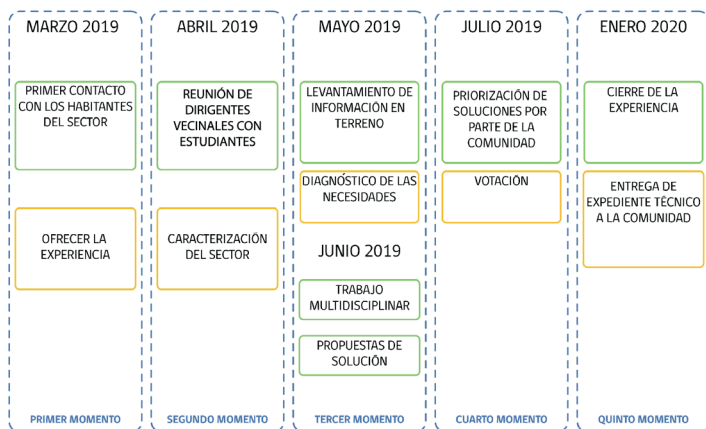 MARZO 2019
PRIMER CONTACTO
CON LOS HABITANTES
DEL SECTOR
OFRECER LA
EXPERIENCIA
PRIMER MOMENTO
ABRIL 2019
REUNIÓN DE
DIRIGENTES
VECINALES CON
ESTUDIANTES
CARACTERIZACIÓN
DEL SECTOR
SEGUNDO MOMENTO
MAYO 2019
LEVANTAMIENTO DE
INFORMACIÓN EN
TERRENO
DIAGNÓSTICO DE LAS
NECESIDADES
JUNIO 2019
TRABAJO
MULTIDISCIPLINAR
PROPUESTAS DE
SOLUCIÓN
TERCER MOMENTO
JULIO 2019
PRIORIZACIÓN DE
SOLUCIONES POR
PARTE DE LA
COMUNIDAD
VOTACIÓN
CUARTO MOMENTO
ENERO 2020
CIERRE DE LA
EXPERIENCIA
ENTREGA DE
EXPEDIENTE TÉCNICO
A LA COMUNIDAD
QUINTO MOMENTO